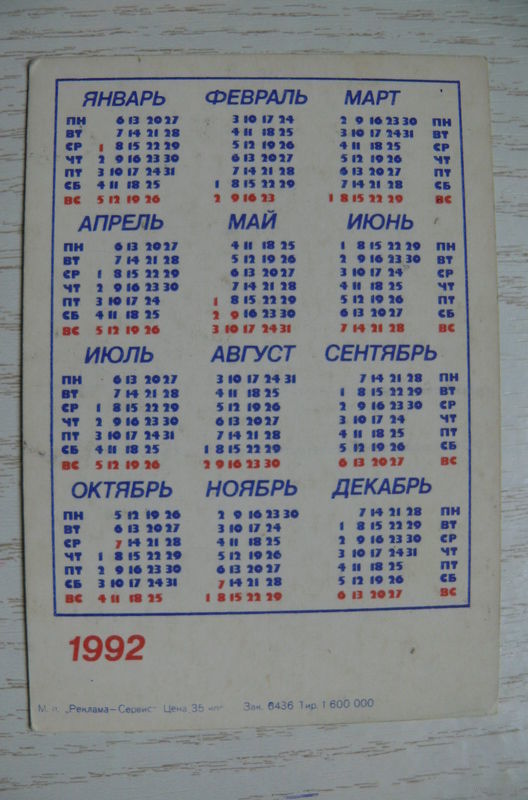 ЯНВАРЬ ФЕВРАЛЬ МАРТ
ПН 6 13 20 27 3 10 17 24 2 9 16 23 30 ПН
ВТ 7 14 21 28 4 11 18 25 3 10 17 24 31 ВТ
СР 1 8 15 22 29 5 12 19 26 4 11 18 25 СР
ЧТ 2 9 16 23 30 6 13 20 27 5 12 19 26 ЧТ
ПТ 3 10 17 24 31 7 14 21 28 6 13 20 27 ПТ
СБ 4 11 18 25 1 8 15 22 29 7 14 21 28 СБ
ВС 5 12 19 26 2 9 16 23 1 8 15 22 29 ВС
АПРЕЛЬ МАЙ ИЮНЬ
ПН 6 13 20 27 4 11 18 25 1 8 15 22 29 ПН
ВТ 7 14 21 28 5 12 19 26 2 9 16 23 30 ВТ
СР 1 8 15 22 29 6 13 20 27 3 10 17 24 СР
ЧТ 2 9 16 23 30 7 14 21 28 4 11 18 25 ЧТ
ПТ 3 10 17 24 1 8 15 22 29 5 12 19 26 ПТ
СБ 4 11 18 25 2 9 16 23 30 6 13 20 27 СБ
ВС 5 12 19 26 3 10 17 24 31 7 14 21 28 ВС
ИЮЛЬ АВГУСТ СЕНТЯБРЬ
ПН 6 13 20 27 3 10 17 24 31 7 14 21 28 ПН
ВТ 7 14 21 28 4 11 18 25 1 8 15 22 29 ВТ
СР 1 8 15 22 29 5 12 19 26 2 9 16 23 30 СР
ЧТ 2 9 16 23 30 6 13 20 27 3 10 17 24 ЧТ
ПТ 3 10 17 24 31 7 14 21 28 4 11 18 25 ПТ
СБ 4 11 18 25 1 8 15 22 29 5 12 19 26 СБ
ВС 5 12 19 26 2 9 16 23 30 6 13 20 27 ВС
ОКТЯБРЬ НОЯБРЬ ДЕКАБРЬ
ПН 5 12 19 26 2 9 16 23 30 7 14 21 28 ПН
ВТ 6 13 20 27 3 10 17 24 1 8 15 22 29 ВТ
СР 7 14 21 28 4 11 18 25 2 9 16 23 30 СР
ЧТ 1 8 15 22 29 5 12 19 26 3 10 17 24 31 ЧТ
ПТ 2 9 16 23 30 6 13 20 27 4 11 18 25 ПТ
СБ 3 10 17 24 31 7 14 21 28 5 12 19 26 СБ
ВС 4 11 18 25 1 8 15 22 29 6 13 20 27 ВС
1992
М. п. „Реклама—Сервис" Цена 35 коп Зак. 6436 Тир. 1 600 000